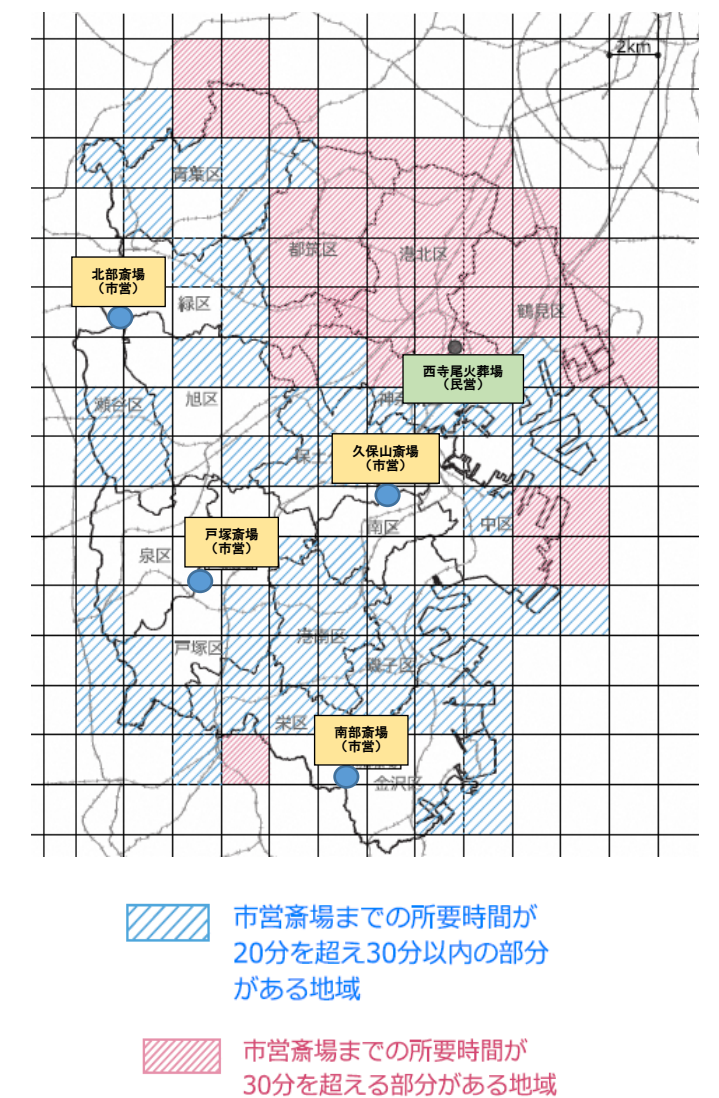 2km
青葉区
都筑区
港北区
北部斎場
（市営）
緑区
鶴見区
西寺尾火葬場
（民営）
瀬谷区
旭区
久保山斎場
（市営）
戸塚斎場
（市営）
南区
中区
泉区
港南区
戸塚区
磯子区
栄区
南部斎場
（市営）
金沢区
市営斎場までの所要時間が
20分を超え30分以内の部分
がある地域
市営斎場までの所要時間が
30分を超える部分がある地域